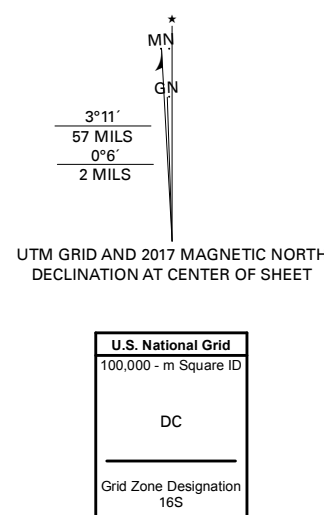 MN
GN
3°11´
57 MILS
0°6´
2 MILS
UTM GRID AND 2017 MAGNETIC NORTH
DECLINATION AT CENTER OF SHEET
U.S. National Grid
100,000 - m Square ID
DC
Grid Zone Designation
16S